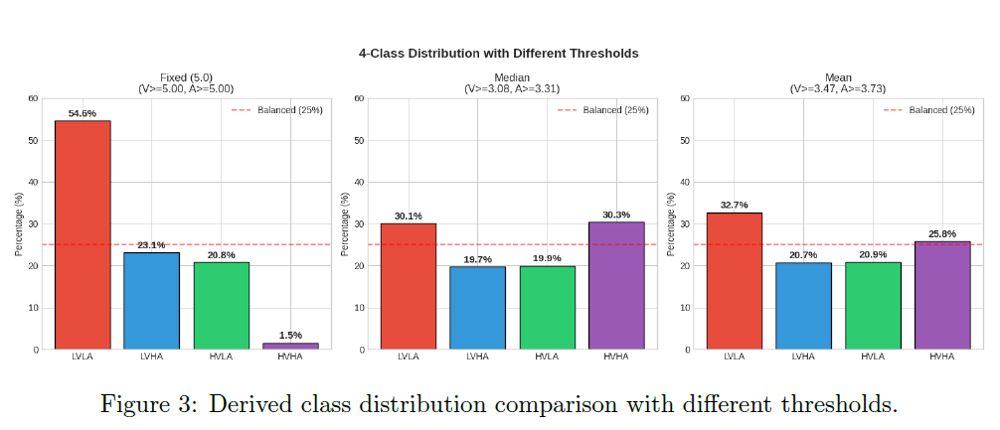 4-Class Distribution with Different Thresholds
Fixed (5.0)
(V>=5.00, A>=5.00)
Percentage (%)
60
50
40
30
20
10
0
Balanced (25%)
54.6%
23.1%
20.8%
1.5%
LVLA
LVHA
HVLA
HVHA
Median
(V>=3.08, A>=3.31)
Percentage (%)
60
50
40
30
20
10
0
Balanced (25%)
30.1%
19.7%
19.9%
30.3%
LVLA
LVHA
HVLA
HVHA
Mean
(V>=3.47, A>=3.73)
Percentage (%)
60
50
40
30
20
10
0
Balanced (25%)
32.7%
20.7%
20.9%
25.8%
LVLA
LVHA
HVLA
HVHA
Figure 3: Derived class distribution comparison with different thresholds.